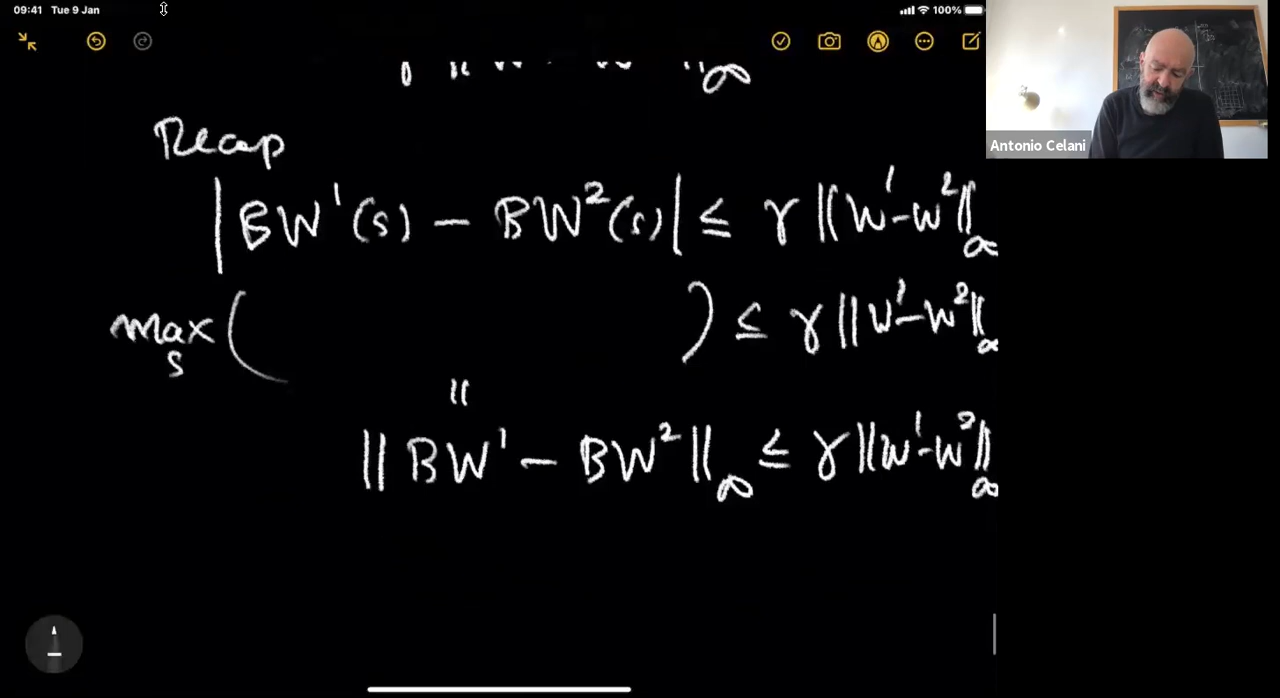 09:41 Tue 9 Jan 100%
Antonio Celani
Recap
|BW¹(s) − BW²(s)| ≤ γ ‖W¹−W²‖∞
max ( ) ≤ γ ‖W¹−W²‖∞
s
॥
‖BW¹ − BW²‖∞ ≤ γ ‖W¹−W²‖∞